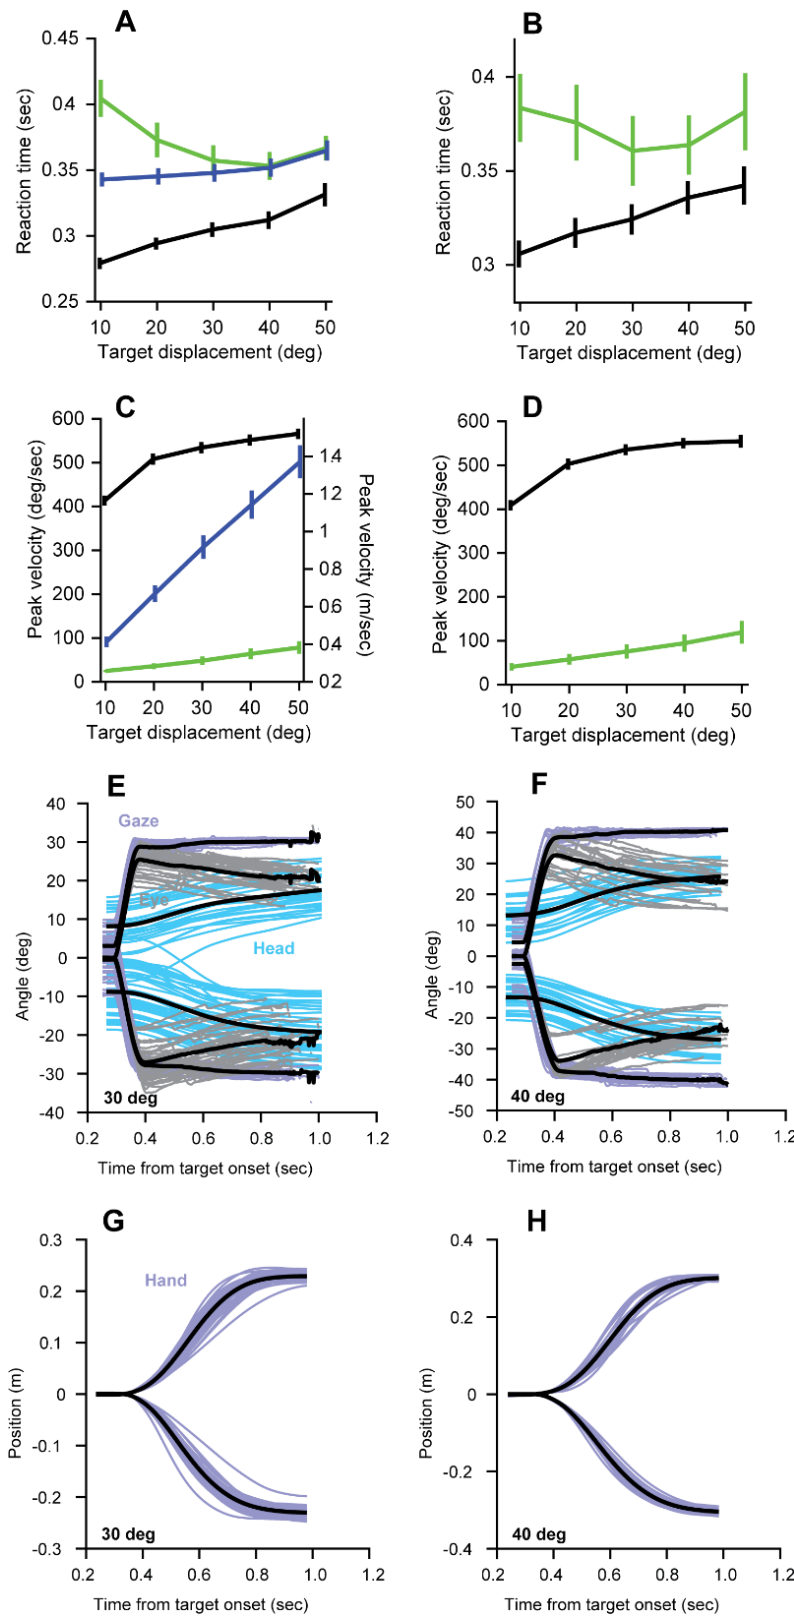 A
0.45
0.4
0.35
0.3
0.25
Reaction time (sec)
10 20 30 40 50
Target displacement (deg)
B
0.4
0.35
0.3
Reaction time (sec)
10 20 30 40 50
Target displacement (deg)
C
600
500
400
300
200
100
0
Peak velocity (deg/sec)
1.4
1.2
1
0.8
0.6
0.4
02
Peak velocity (m/sec)
10 20 30 40 50
Target displacement (deg)
D
600
500
400
300
200
100
0
Peak velocity (deg/sec)
10 20 30 40 50
Target displacement (deg)
E
40
30
20
10
0
-10
-20
-30
-40
Angle (deg)
Gaze
Eye
Head
30 deg
0.2 0.4 0.6 0.8 1.0 1.2
Time from target onset (sec)
F
50
40
30
20
10
0
-10
-20
-30
-40
-50
Angle (deg)
40 deg
0.2 0.4 0.6 0.8 1.0 1.2
Time from target onset (sec)
G
0.3
0.2
0.1
0
-0.1
-0.2
-0.3
Position (m)
Hand
30 deg
0.2 0.4 0.6 0.8 1.0 1.2
Time from target onset (sec)
H
0.4
0.2
0
-0.2
-0.4
Position (m)
40 deg
0.2 0.4 0.6 0.8 1.0 1.2
Time from target onset (sec)